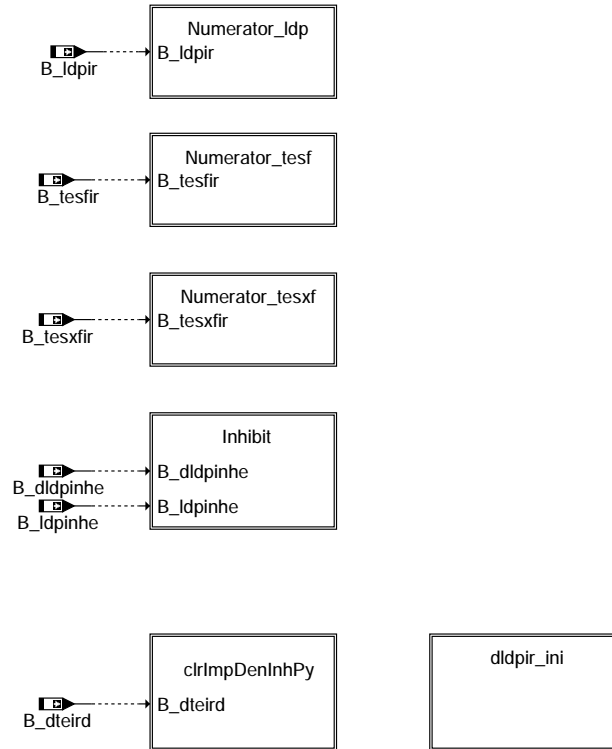 Numerator_ldp
B_ldpir
B_ldpir
Numerator_tesf
B_tesfir
B_tesfir
Numerator_tesxf
B_tesxfir
B_tesxfir
Inhibit
B_dldpinhe
B_dldpinhe
B_ldpinhe
B_ldpinhe
clrImpDenInhPy
dldpir_ini
B_dteird
B_dteird